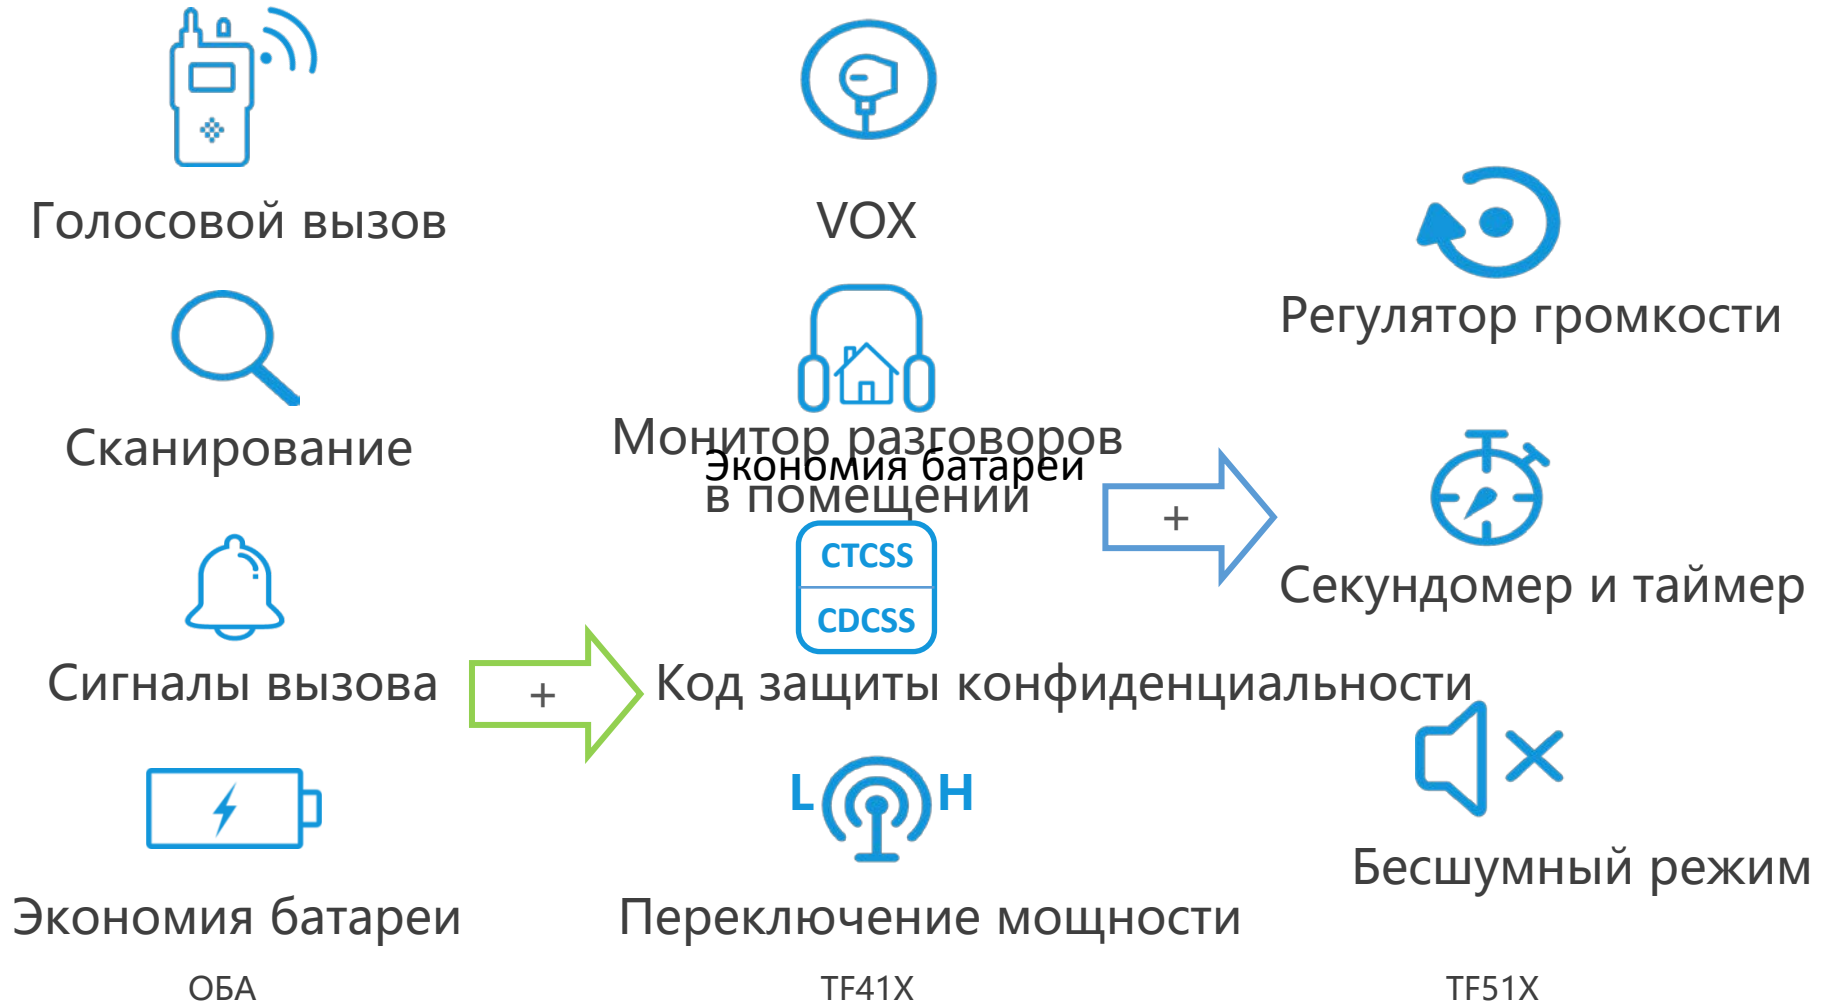 Голосовой вызов
Сканирование
Сигналы вызова
Экономия батареи
ОБА
+
VOX
Монитор разговоров
в помещении
Экономия батареи
CTCSS
CDCSS
Код защиты конфиденциальности
L H
Переключение мощности
TF41X
+
Регулятор громкости
Секундомер и таймер
Бесшумный режим
TF51X